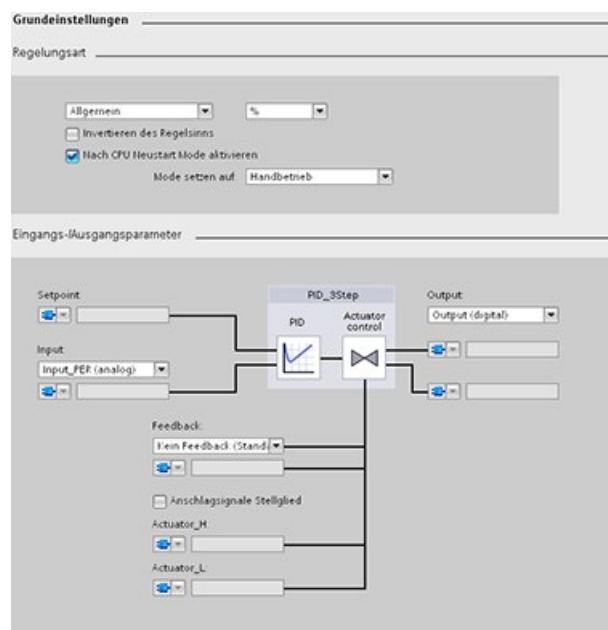 Grundeinstellungen
Regelungsart
Allgemein
%
Invertieren des Regelsinns
Nach CPU Neustart Mode aktivieren
Mode setzen auf: Handbetrieb
Eingangs-/Ausgangsparameter
Setpoint:
PID_3Step
Output:
PID
Actuator control
Output (digital)
Input:
Input_PER (analog)
Feedback:
Kein Feedback (Stand.
Anschlagsignale Stellglied
Actuator_H:
Actuator_L: